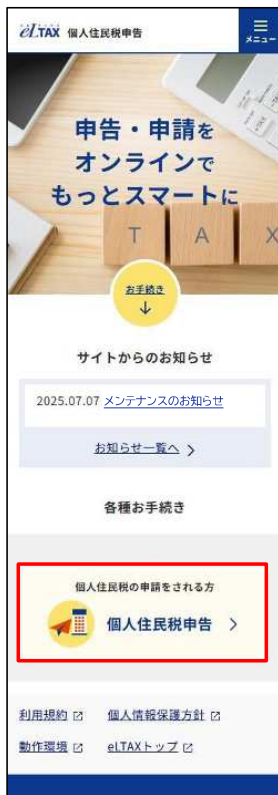 eLTAX 個人住民税申告
メニュー
申告・申請を
オンラインで
もっとスマートに
T A X
お手続き
↓
サイトからのお知らせ
2025.07.07 メンテナンスのお知らせ
お知らせ一覧へ
各種お手続き
個人住民税の申請をされる方
個人住民税申告
利用規約 個人情報保護方針
動作環境 eLTAXトップ